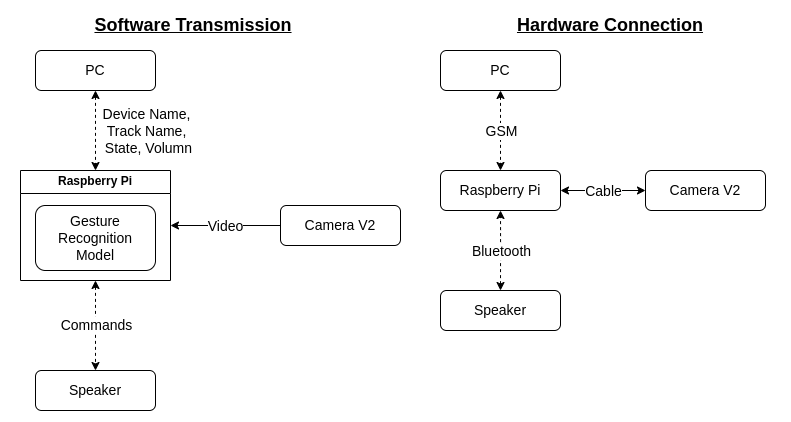 Software Transmission
PC
Device Name,
Track Name,
State, Volumn
Raspberry Pi
Gesture
Recognition
Model
Video
Camera V2
Commands
Speaker
Hardware Connection
PC
GSM
Raspberry Pi
Cable
Camera V2
Bluetooth
Speaker